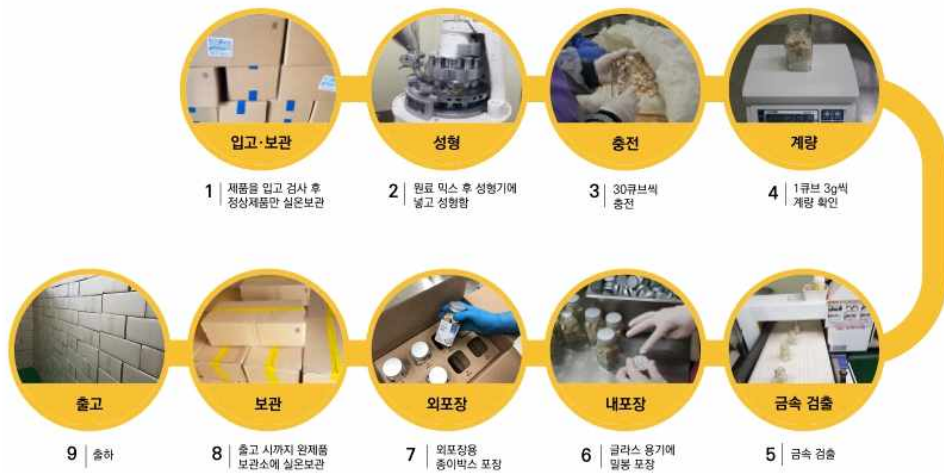 입고·보관
성형
충전
계량
1 제품을 입고 검사 후
정상제품만 실온보관
2 원료 믹스 후 성형기에
넣고 성형함
3 30큐브씩
충전
4 1큐브 3g씩
계량 확인
출고
보관
외포장
내포장
금속 검출
9 출하
8 출고 시까지 완제품
보관소에 실온보관
7 외포장용
종이박스 포장
6 글라스 용기에
밀봉 포장
5 금속 검출